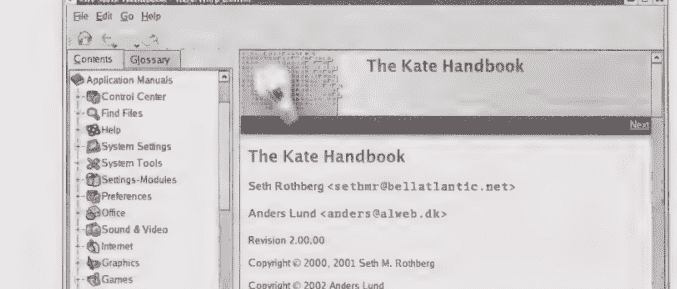 File Edit Go Help
Contents Glossary
Application Manuals
Control Center
Find Files
Help
System Settings
System Tools
Settings-Modules
Preferences
Office
Sound & Video
Internet
Graphics
Games
The Kate Handbook
Next
The Kate Handbook
Seth Rothberg <sethmr@bellatlantic.net>
Anders Lund <anders@alweb.dk>
Revision 2.00.00
Copyright © 2000, 2001 Seth M. Rothberg
Copyright © 2002 Anders Lund